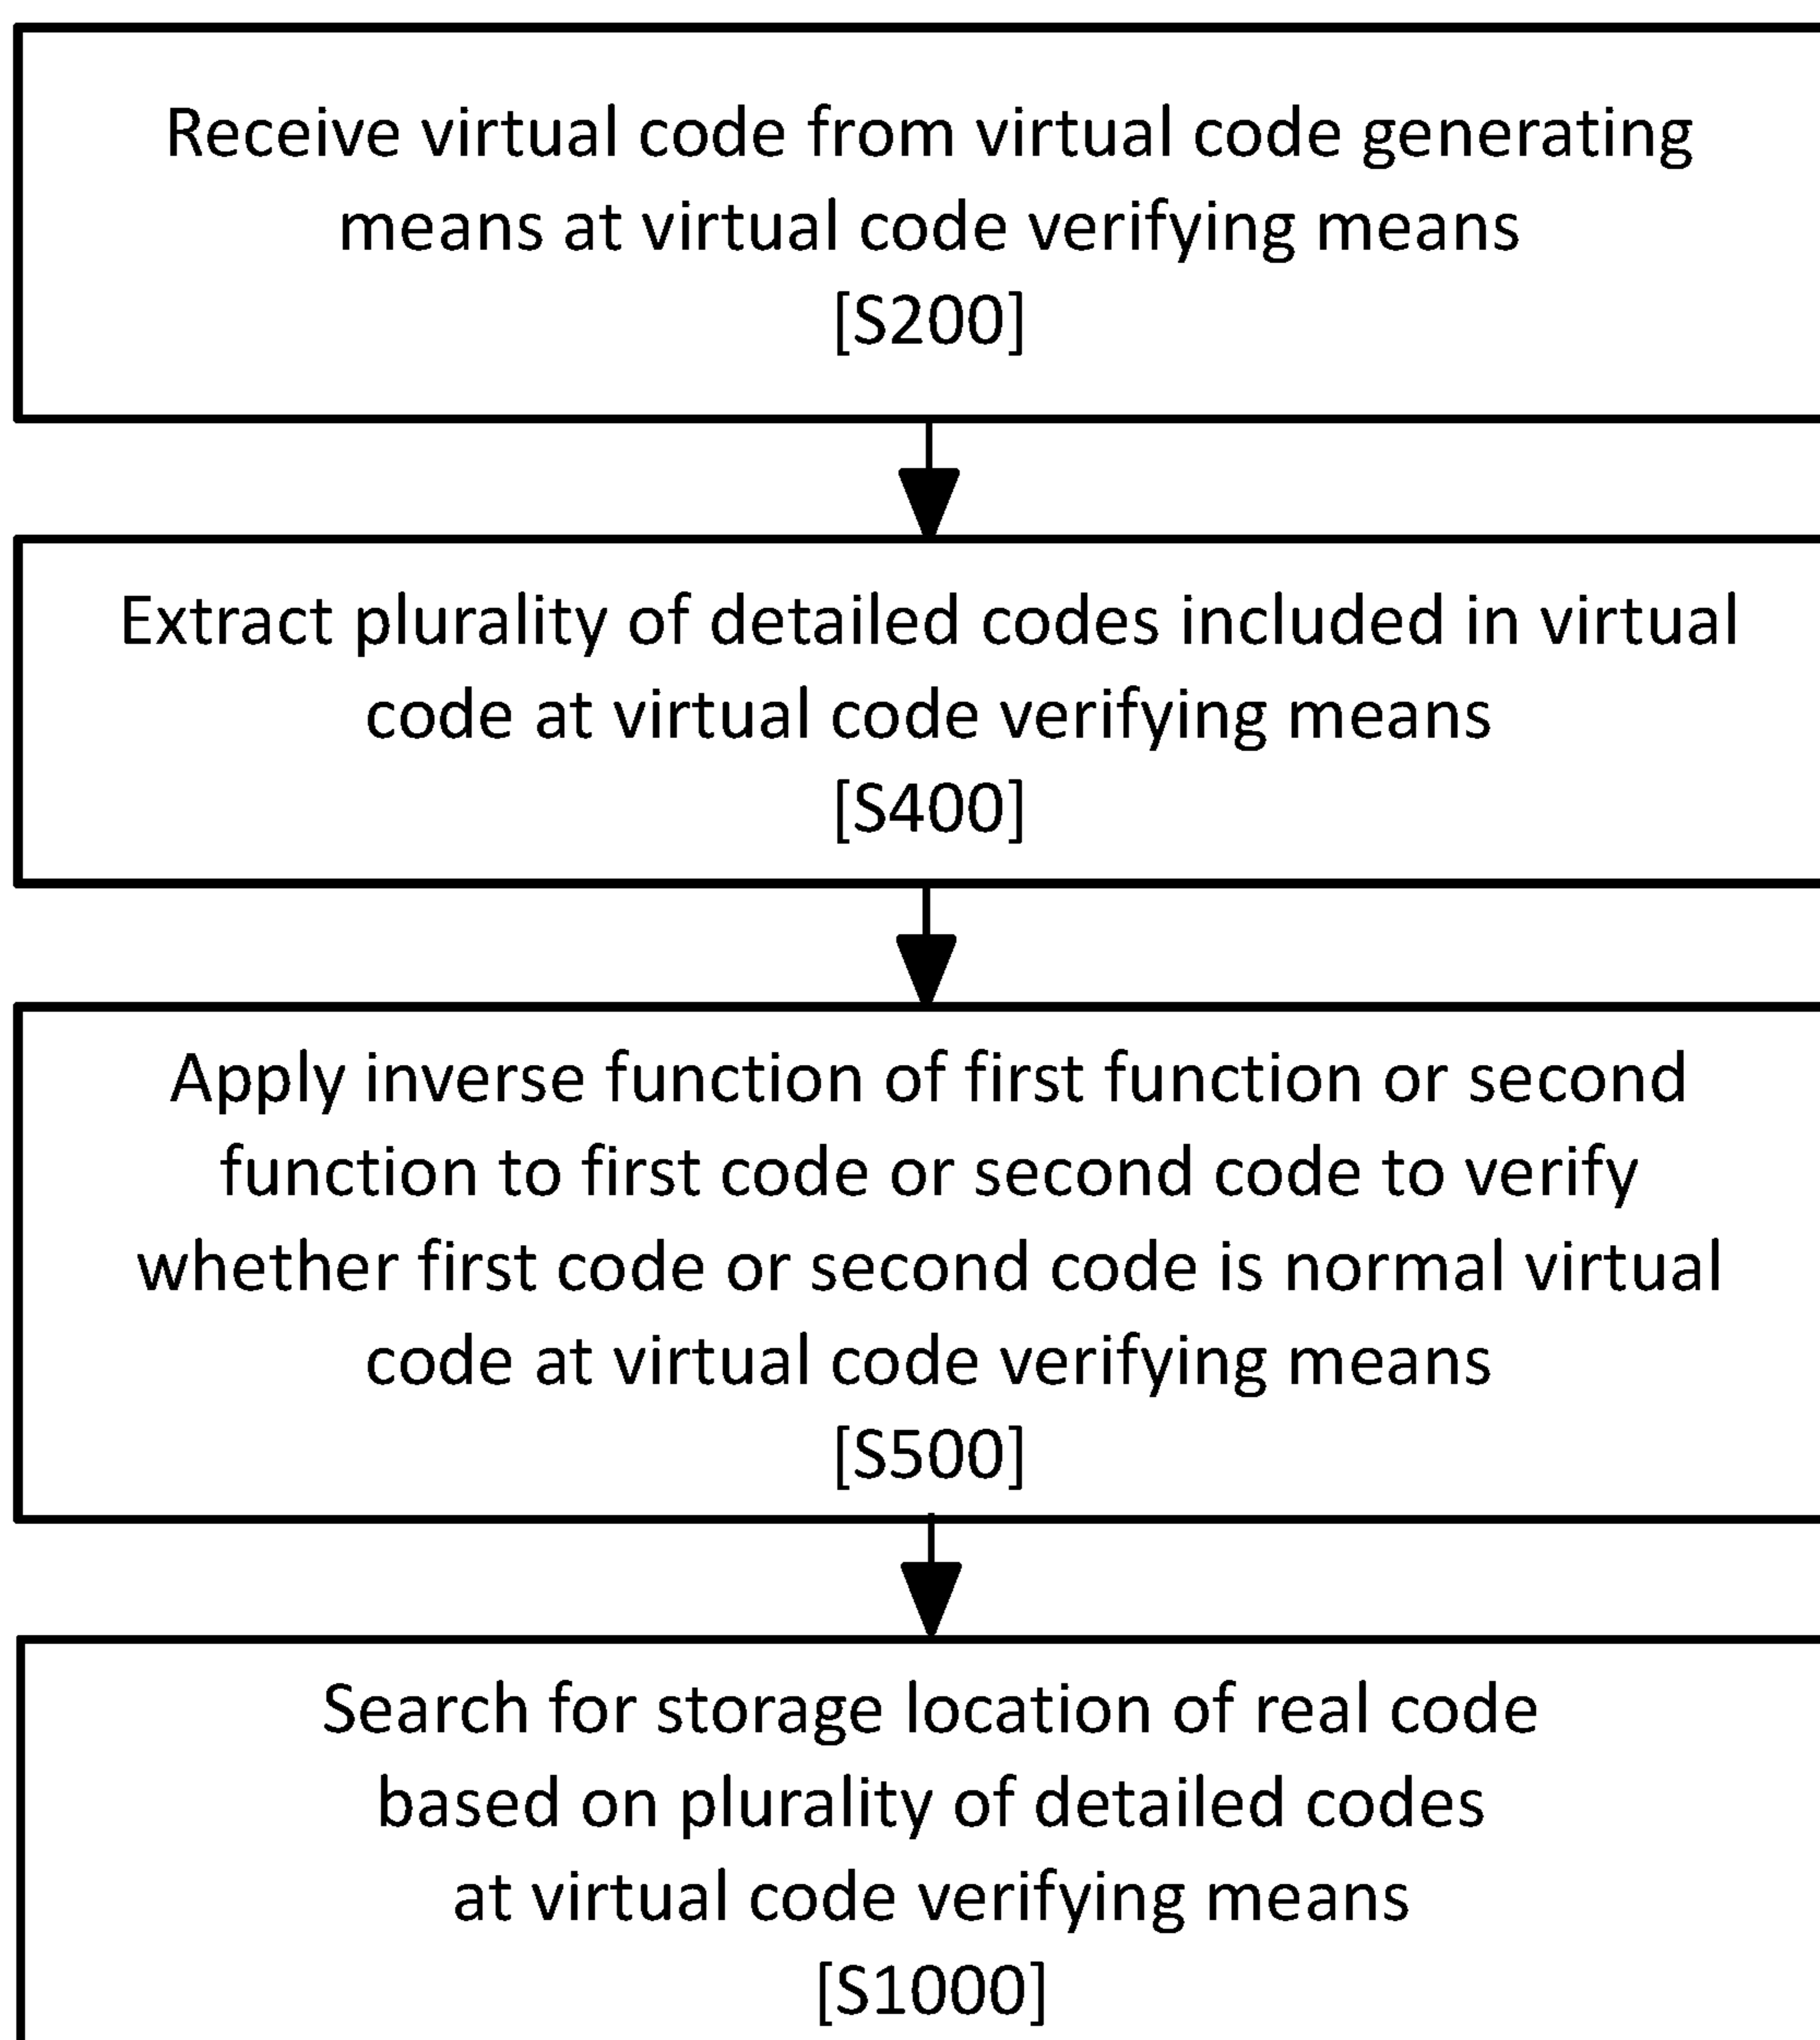 Receive virtual code from virtual code generating
means at virtual code verifying means
[S200]
Extract plurality of detailed codes included in virtual
code at virtual code verifying means
[S400]
Apply inverse function of first function or second
function to first code or second code to verify
whether first code or second code is normal virtual
code at virtual code verifying means
[S500]
Search for storage location of real code
based on plurality of detailed codes
at virtual code verifying means
[S1000]